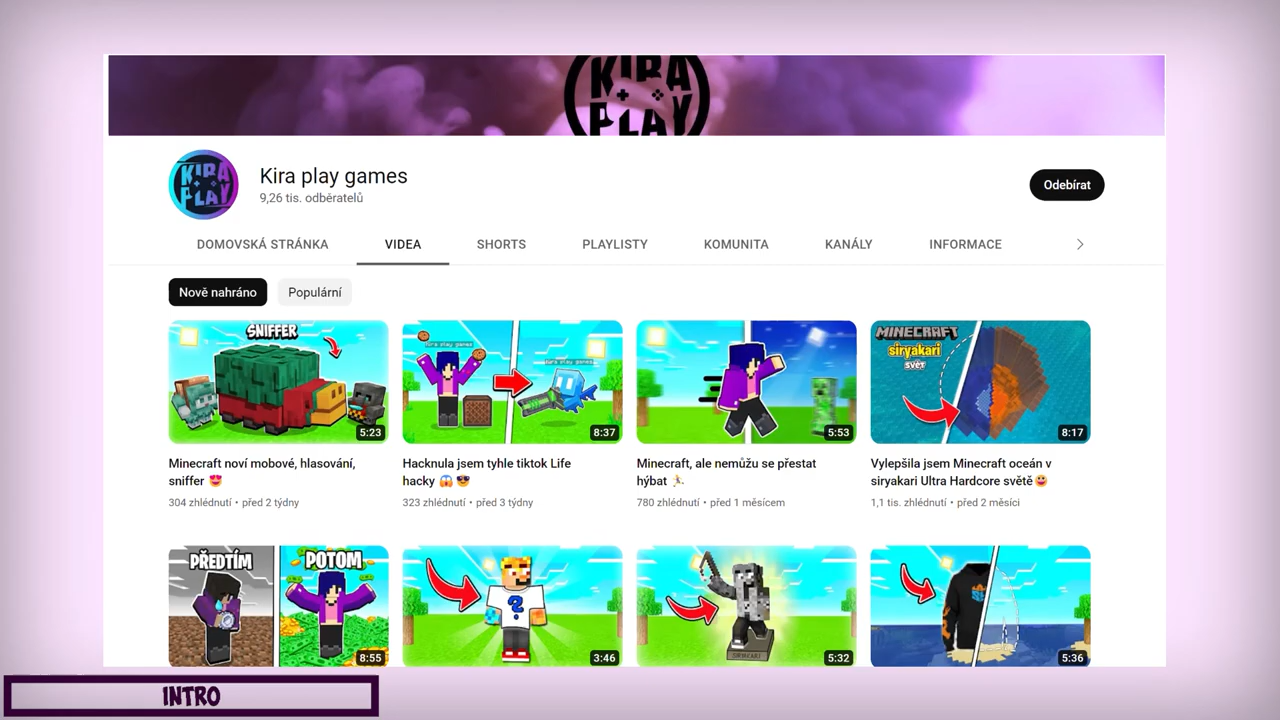 KIRA
PLAY
KIRA
PLAY
Kira play games
9,26 tis. odběratelů
Odebírat
DOMOVSKÁ STRÁNKA
VIDEA
SHORTS
PLAYLISTY
KOMUNITA
KANÁLY
INFORMACE
Nově nahráno
Populární
SNIFFER
5:23
kira play games
kira play games
8:37
5:53
MINECRAFT
siryakari
svět
8:17
Minecraft noví mobové, hlasování,
sniffer 😍
304 zhlédnutí • před 2 týdny
Hacknula jsem tyhle tiktok Life
hacky 😱 😎
323 zhlédnutí • před 3 týdny
Minecraft, ale nemůžu se přestat
hýbat 🏃
780 zhlédnutí • před 1 měsícem
Vylepšila jsem Minecraft oceán v
siryakari Ultra Hardcore světě😀
1,1 tis. zhlédnutí • před 2 měsíci
PŘEDTÍM
POTOM
8:55
?
3:46
SIRYAKARI
5:32
5:36
INTRO